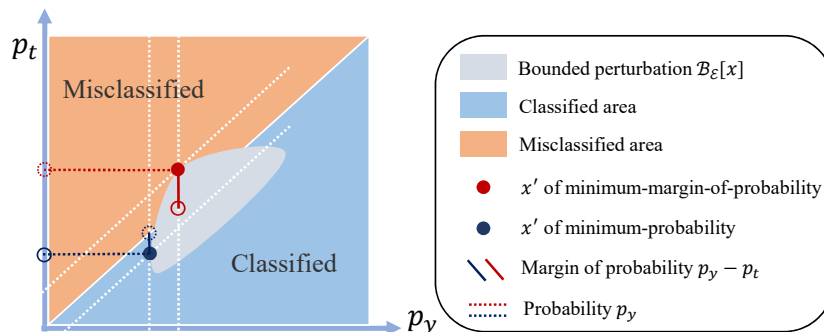 p_t
Misclassified
Classified
p_y
Bounded perturbation ℬ_ε[x]
Classified area
Misclassified area
x′ of minimum-margin-of-probability
x′ of minimum-probability
Margin of probability p_y − p_t
Probability p_y